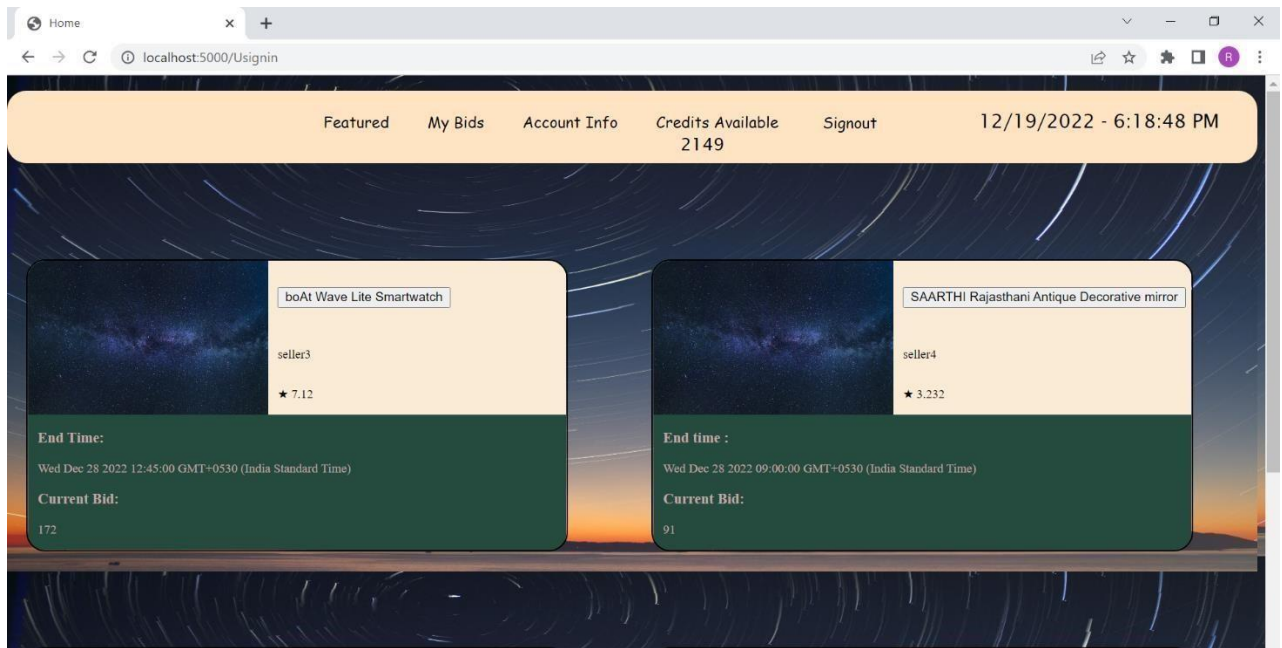 Home
localhost:5000/Usignin
R
Featured My Bids Account Info Credits Available Signout 12/19/2022 - 6:18:48 PM
2149
boAt Wave Lite Smartwatch
seller3
★ 7.12
End Time:
Wed Dec 28 2022 12:45:00 GMT+0530 (India Standard Time)
Current Bid:
172
SAARTHI Rajasthani Antique Decorative mirror
seller4
★ 3.232
End time :
Wed Dec 28 2022 09:00:00 GMT+0530 (India Standard Time)
Current Bid:
91